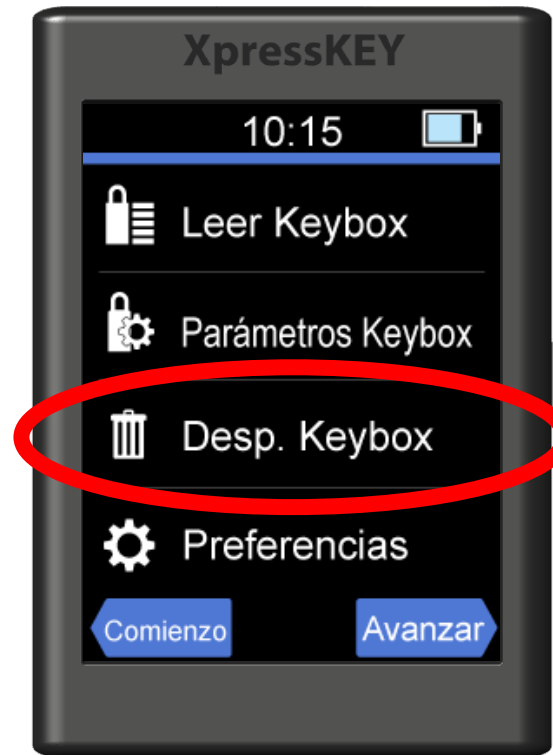 XpressKEY
10:15
Leer Keybox
Parámetros Keybox
Desp. Keybox
Preferencias
Comienzo
Avanzar